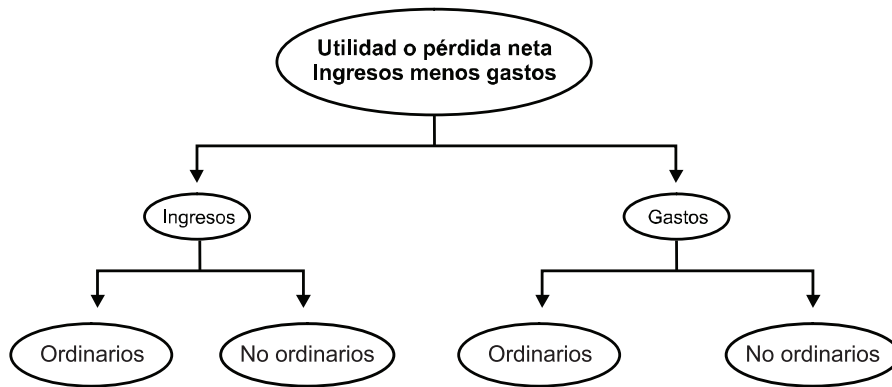 Utilidad o pérdida neta
Ingresos menos gastos
Ingresos
Gastos
Ordinarios
No ordinarios
Ordinarios
No ordinarios